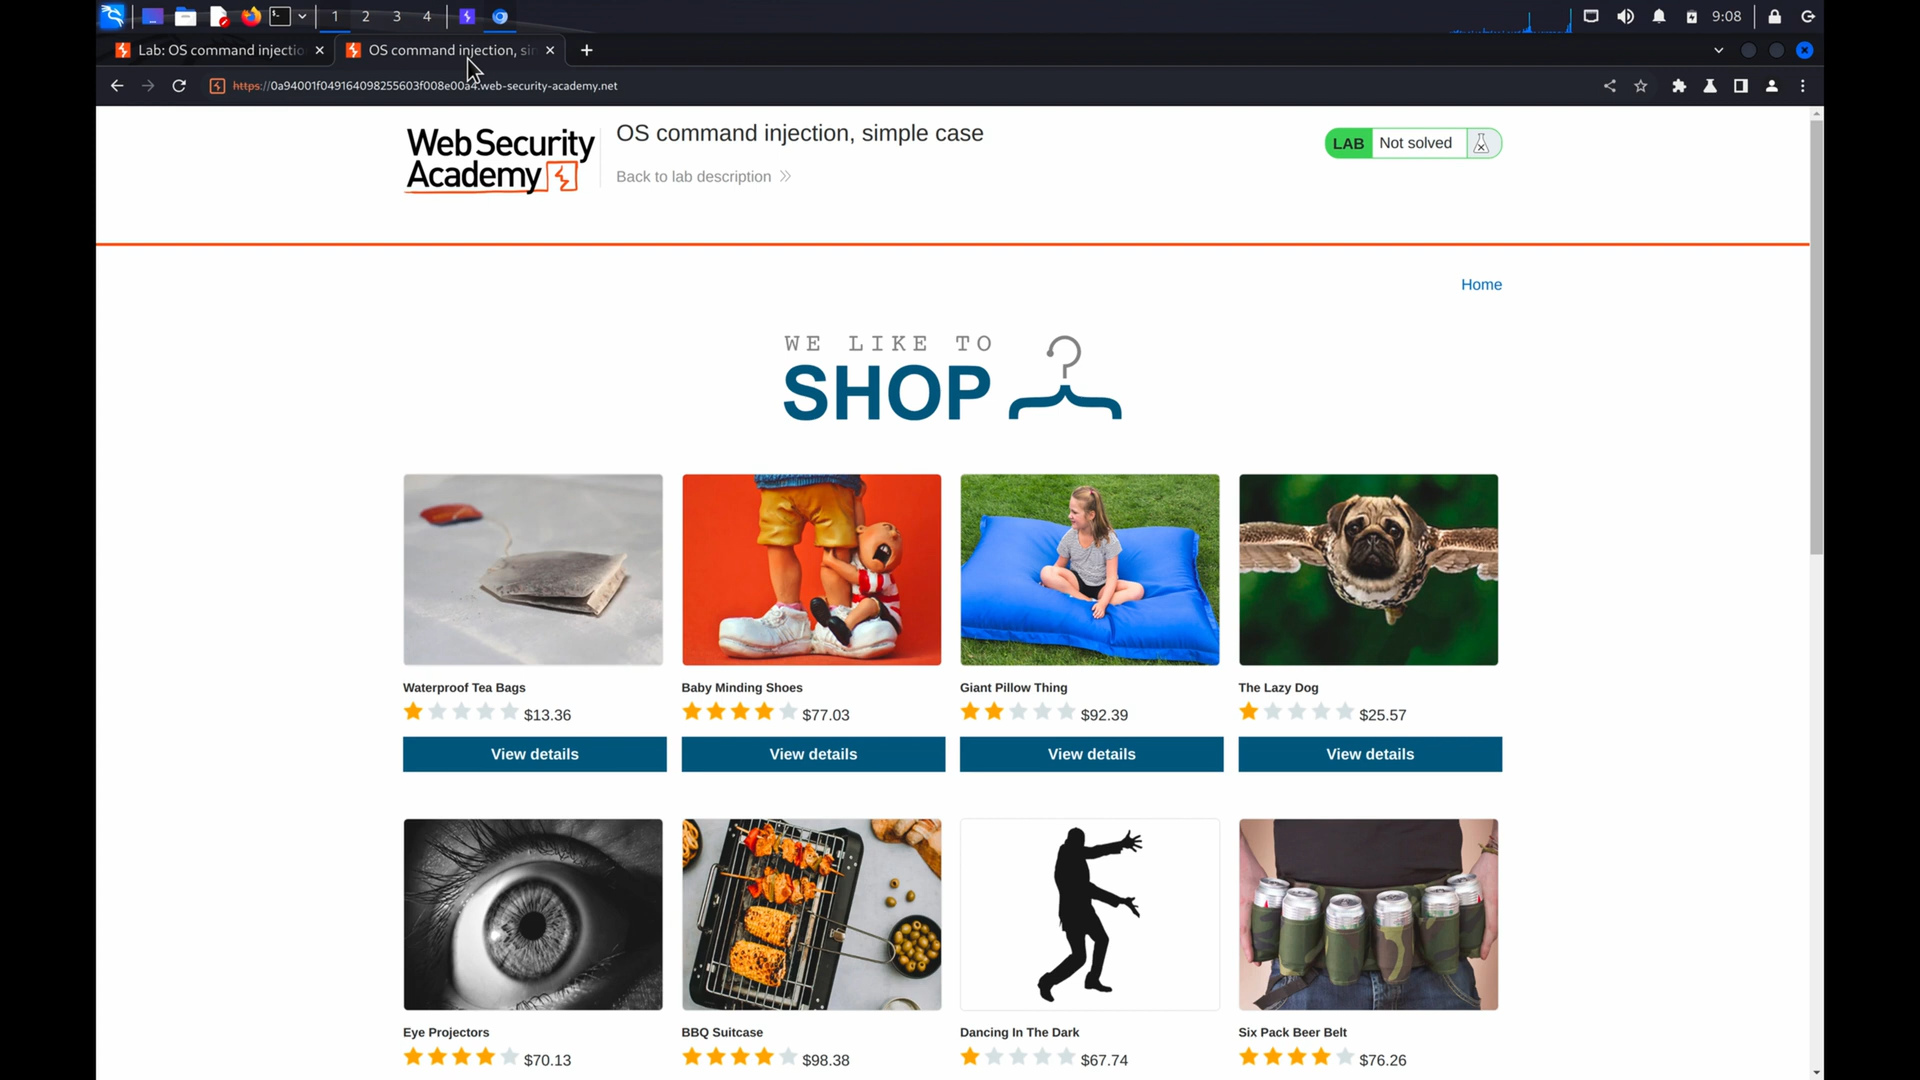 1 2 3 4 9:08
Lab: OS command injectio
OS command injection, si
https://0a94001f049164098255603f008e00a4.web-security-academy.net
Web Security
Academy
OS command injection, simple case
Back to lab description
LAB Not solved
Home
WE LIKE TO
SHOP
Waterproof Tea Bags
Baby Minding Shoes
Giant Pillow Thing
The Lazy Dog
$13.36
$77.03
$92.39
$25.57
View details
View details
View details
View details
Eye Projectors
BBQ Suitcase
Dancing In The Dark
Six Pack Beer Belt
$70.13
$98.38
$67.74
$76.26